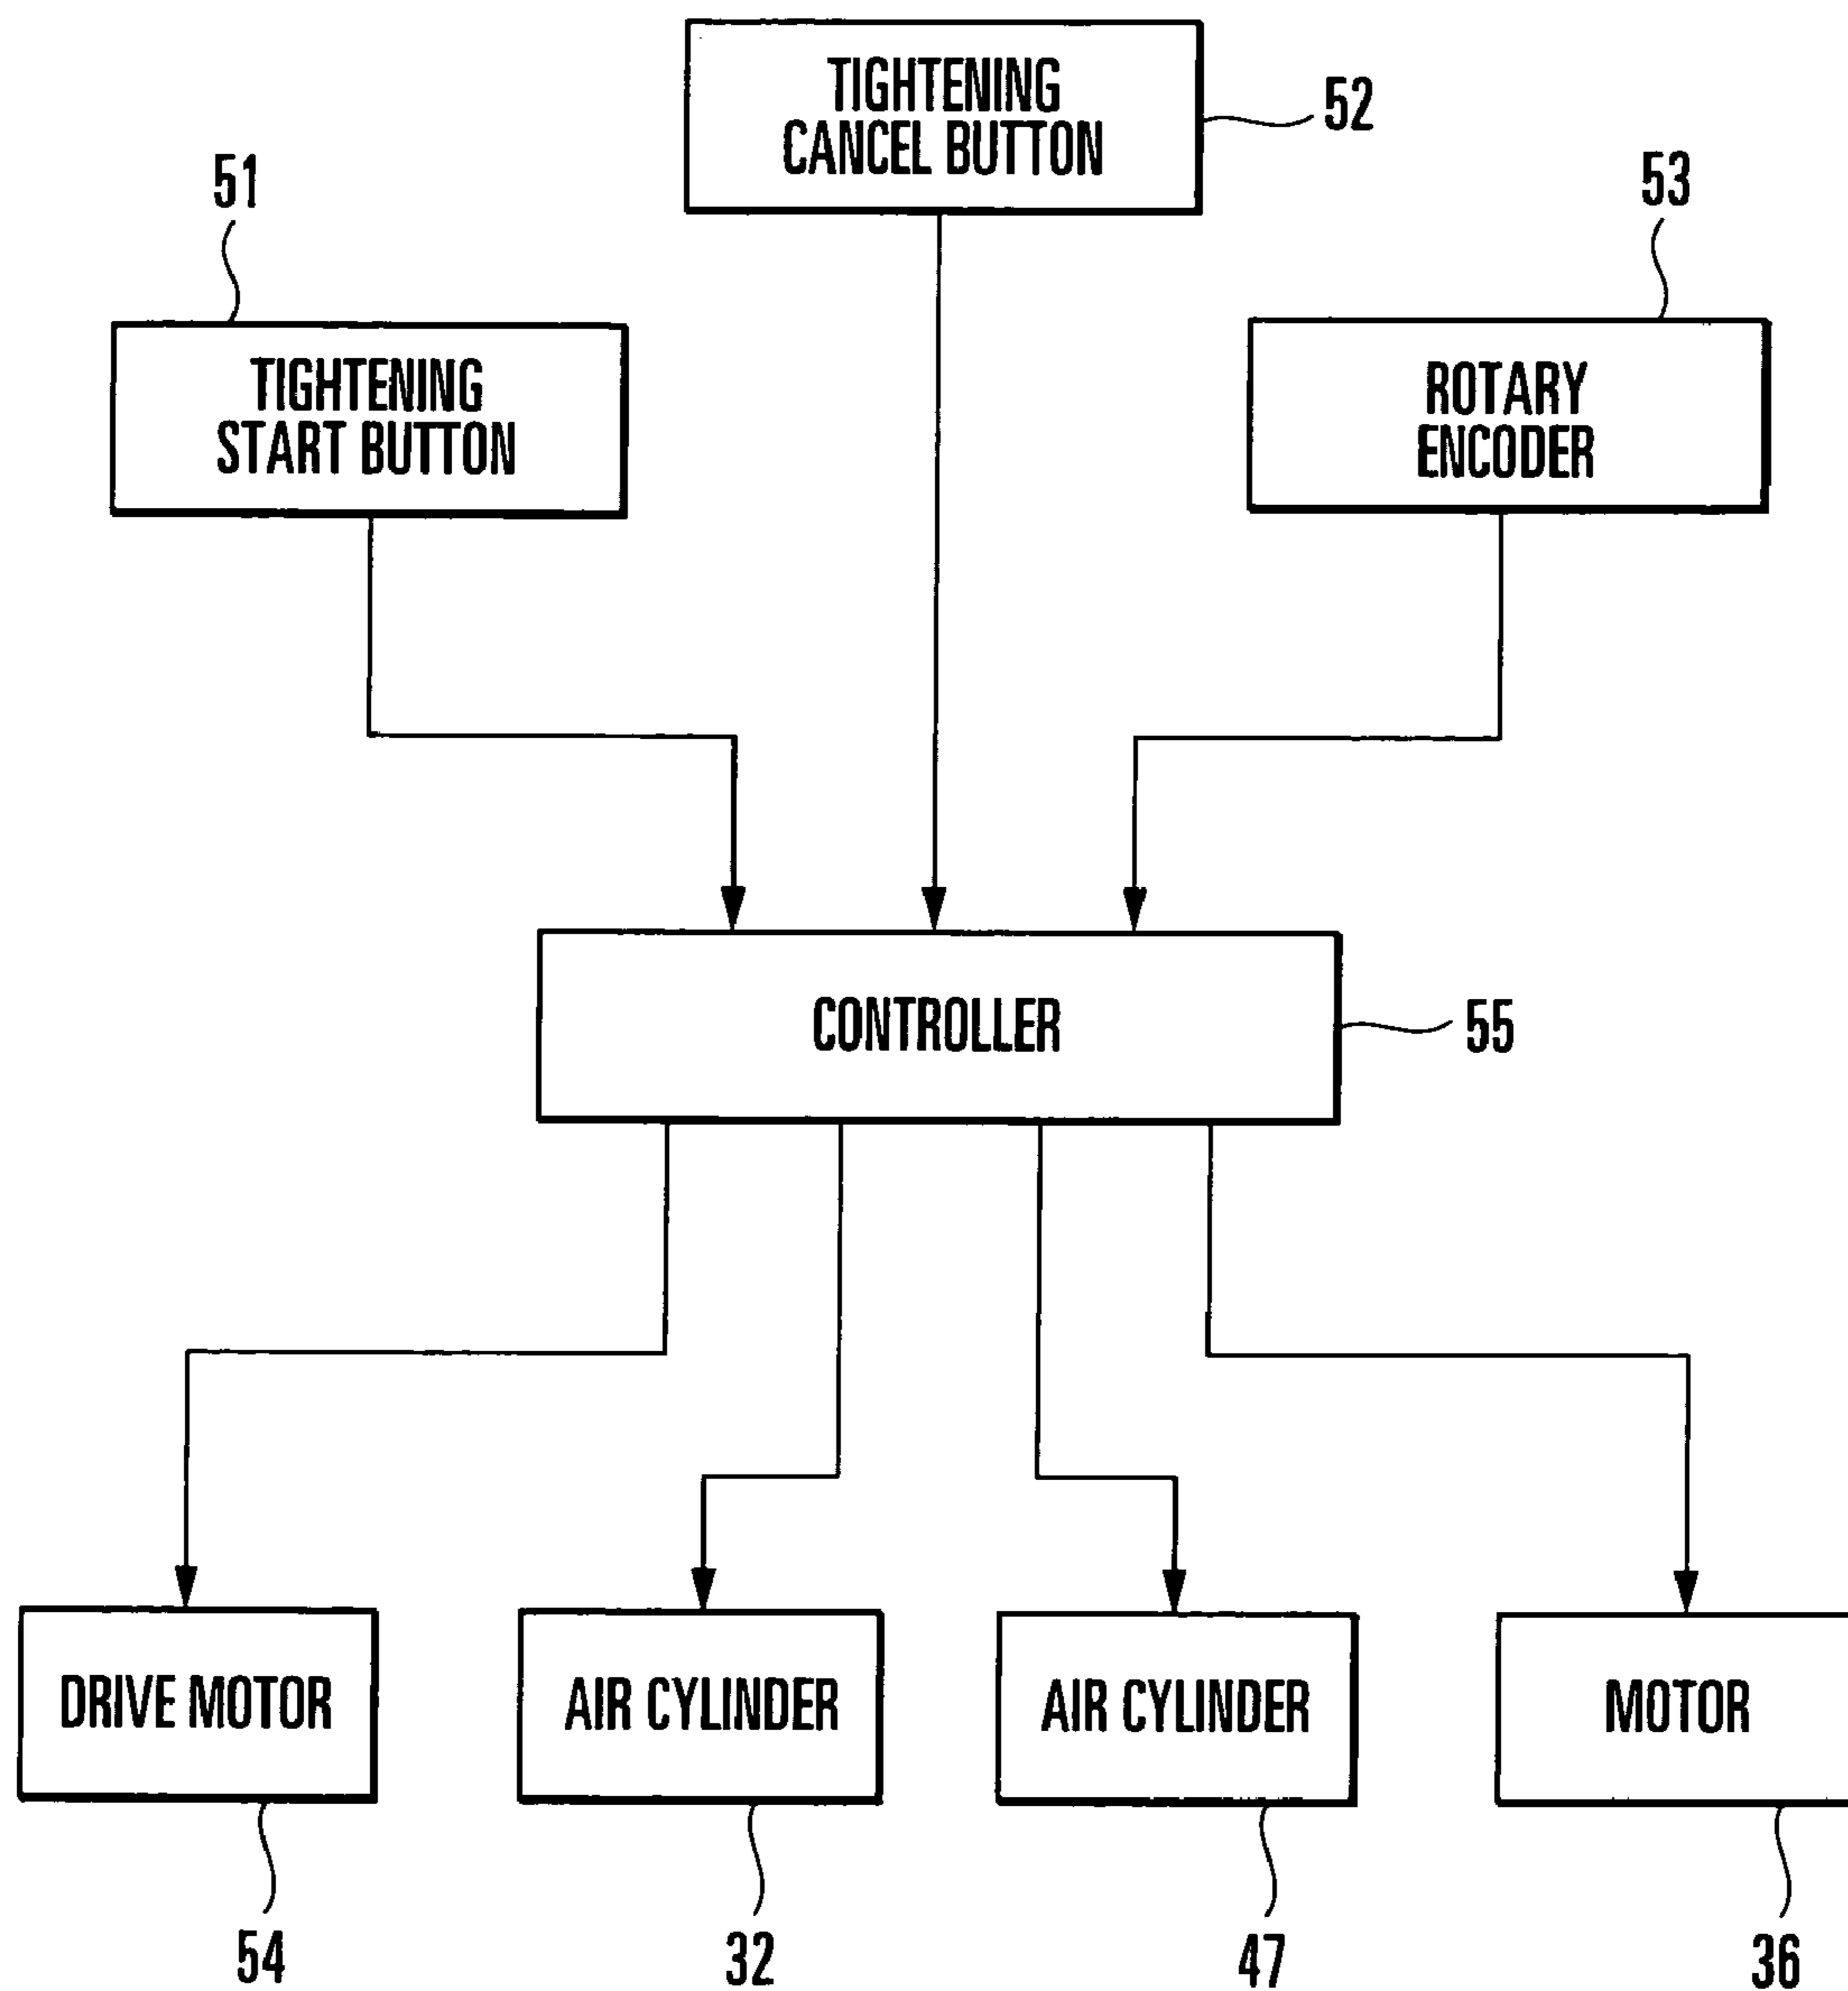 TIGHTENING
CANCEL BUTTON
52
51
53
TIGHTENING
START BUTTON
ROTARY
ENCODER
CONTROLLER
55
DRIVE MOTOR
AIR CYLINDER
AIR CYLINDER
MOTOR
54
32
47
36